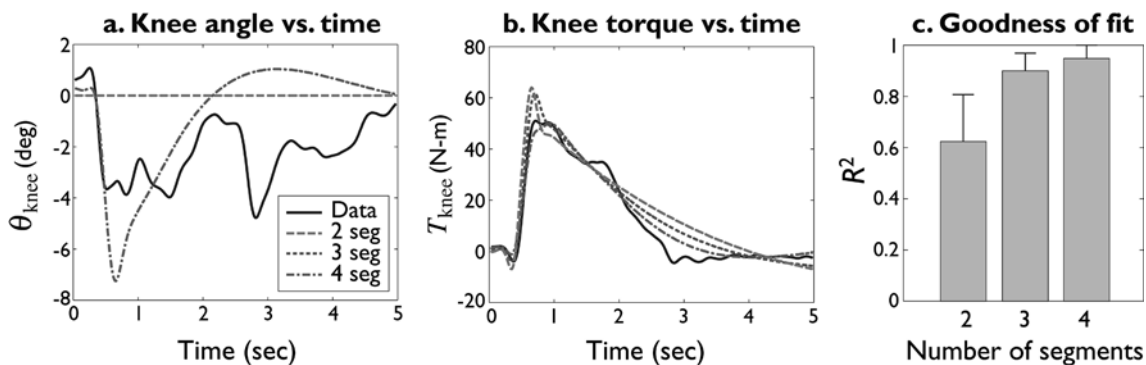 a. Knee angle vs. time
2
0
-2
-4
-6
-8
θknee (deg)
Data
2 seg
3 seg
4 seg
0 1 2 3 4 5
Time (sec)
b. Knee torque vs. time
80
60
40
20
0
-20
Tknee (N-m)
0 1 2 3 4 5
Time (sec)
c. Goodness of fit
1
0.8
0.6
0.4
0.2
0
R2
2 3 4
Number of segments